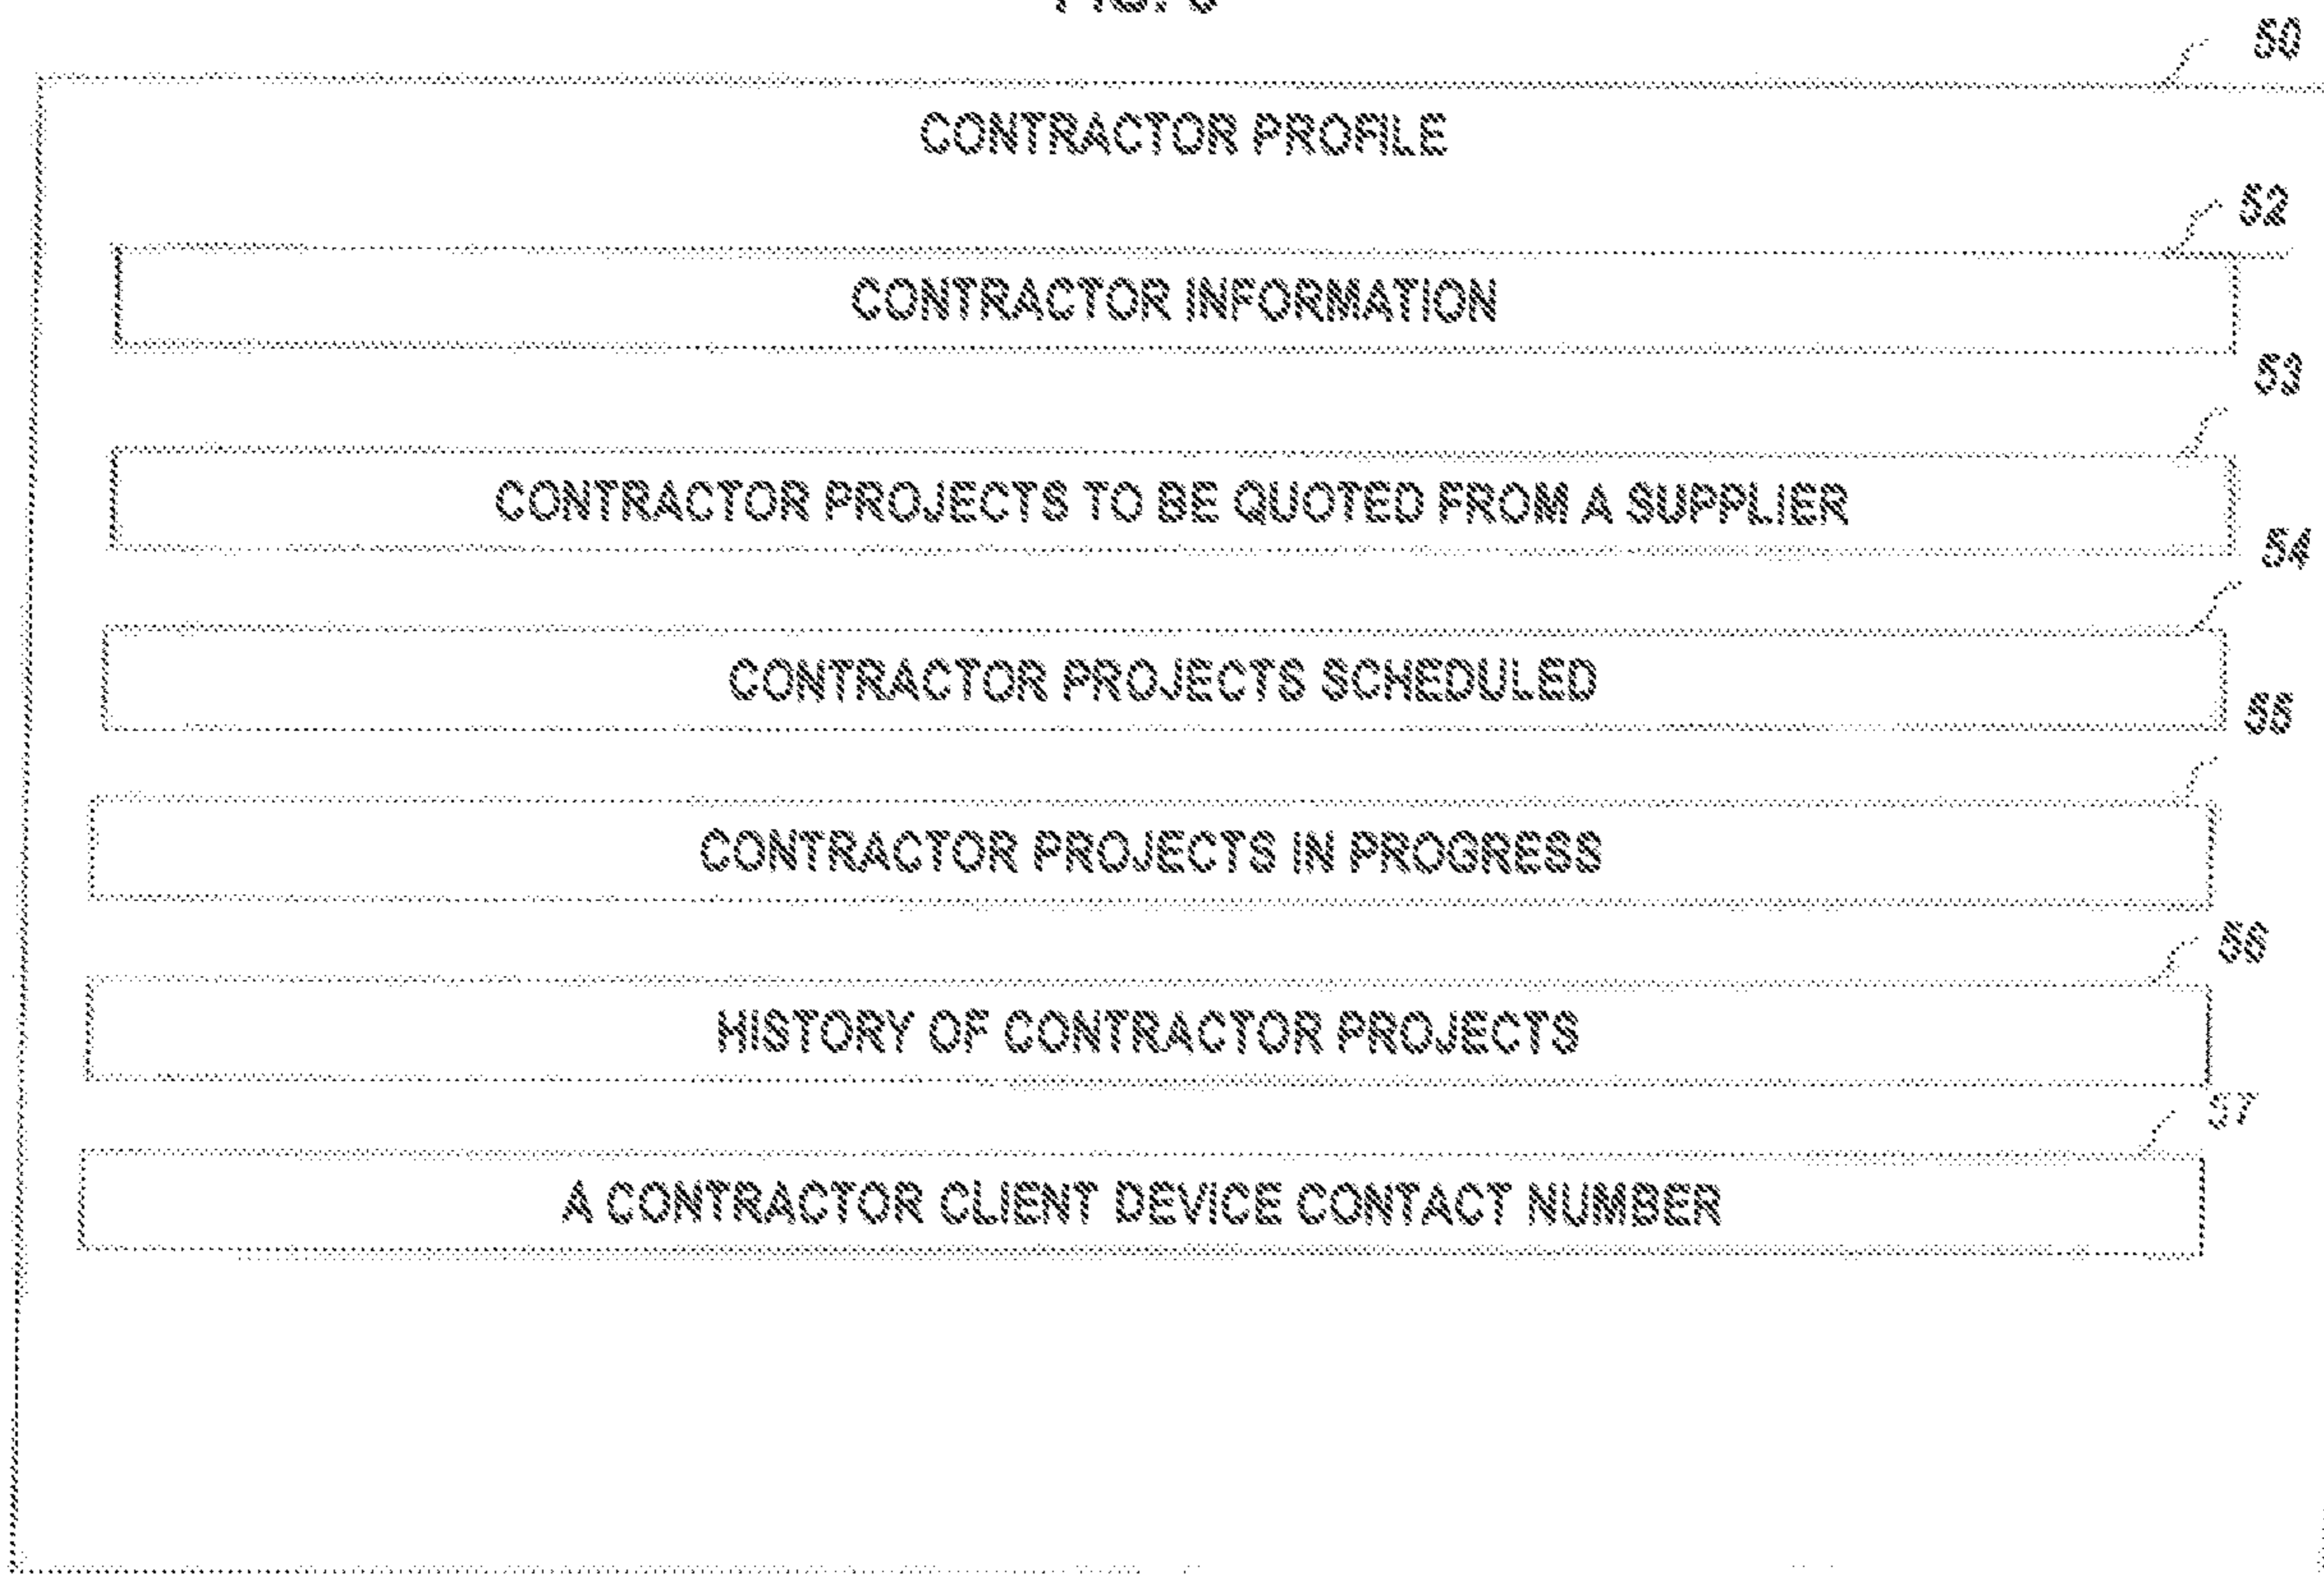 50
CONTRACTOR PROFILE
52
CONTRACTOR INFORMATION
53
CONTRACTOR PROJECTS TO BE QUOTED FROM A SUPPLIER
54
CONTRACTOR PROJECTS SCHEDULED
55
CONTRACTOR PROJECTS IN PROGRESS
56
HISTORY OF CONTRACTOR PROJECTS
57
A CONTRACTOR CLIENT DEVICE CONTACT NUMBER